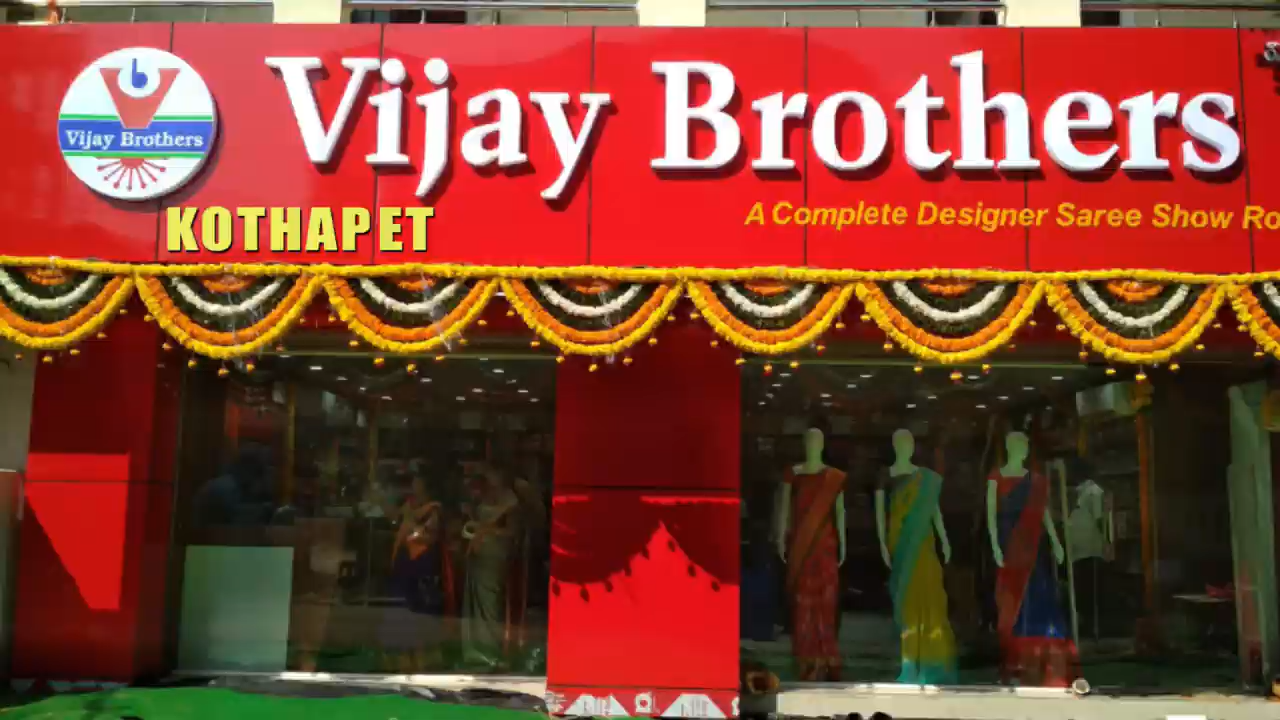 Vijay Brothers
b
Vijay Brothers
KOTHAPET
A Complete Designer Saree Show Ro